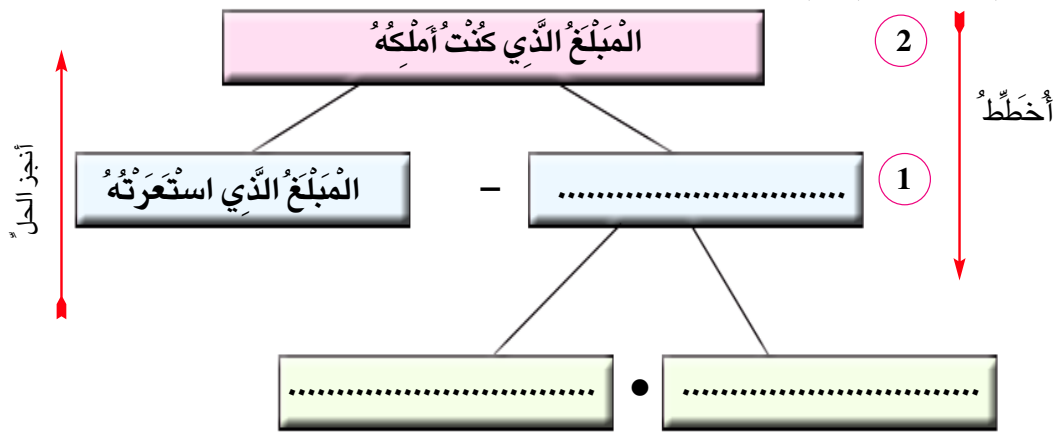 2 الْمَبْلَغُ الَّذِي كُنْتُ أَمْلِكُهُ
أُخَطِّطُ
1 ............................. – الْمَبْلَغُ الَّذِي اسْتَعَرْتُهُ
أنجز الحلّ
.............................. • ..............................